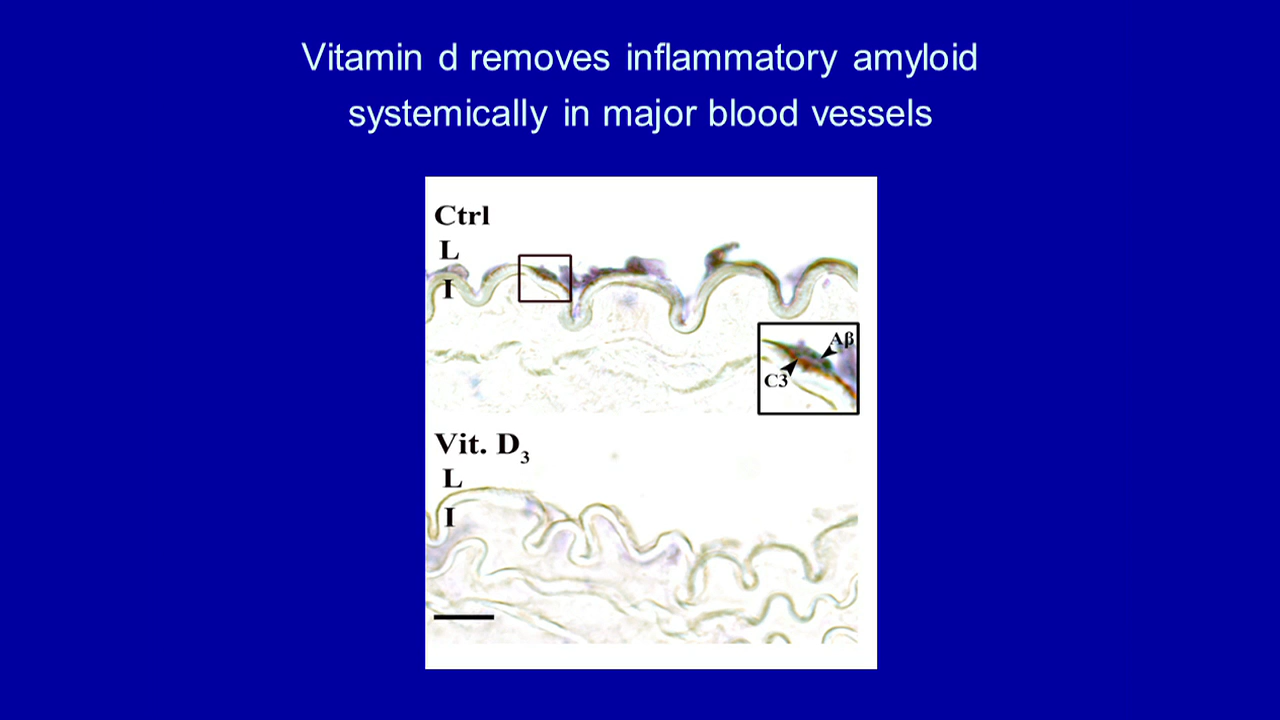 Vitamin d removes inflammatory amyloid
systemically in major blood vessels
Ctrl
L
I
Aβ
C3
Vit. D₃
L
I